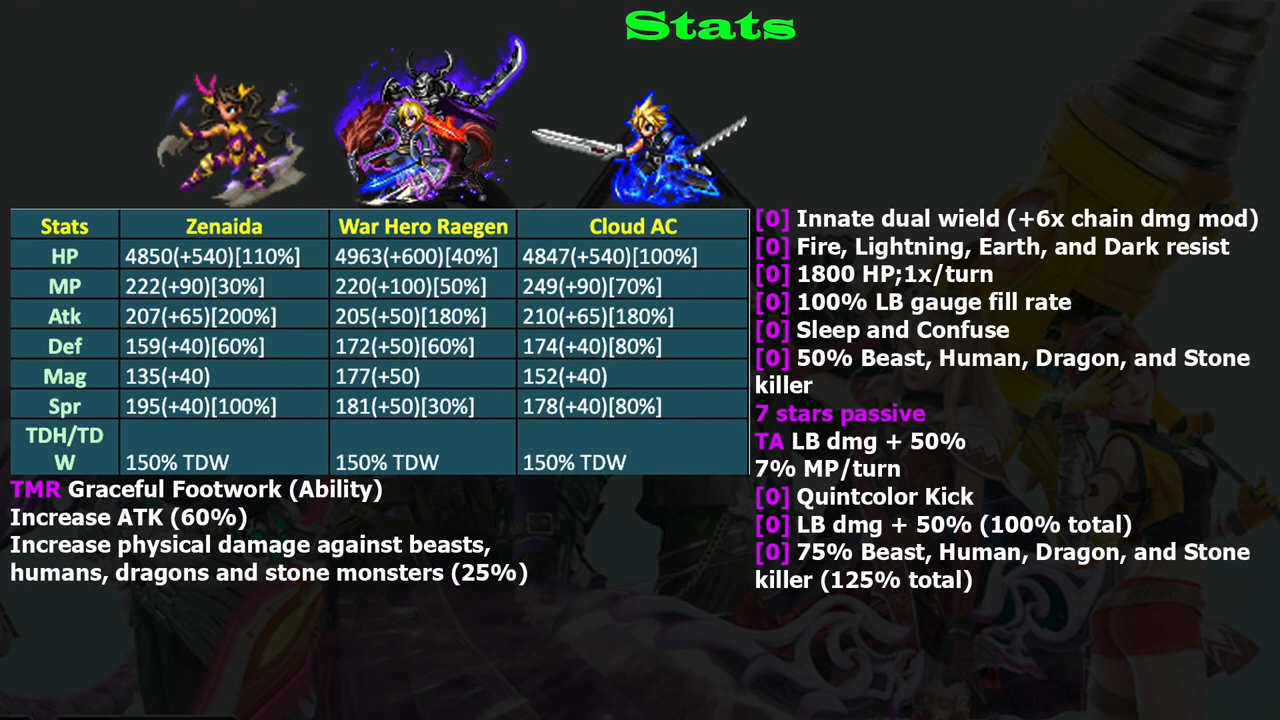 Stats
Stats Zenaida War Hero Raegen Cloud AC
HP 4850(+540)[110%] 4963(+600)[40%] 4847(+540)[100%]
MP 222(+90)[30%] 220(+100)[50%] 249(+90)[70%]
Atk 207(+65)[200%] 205(+50)[180%] 210(+65)[180%]
Def 159(+40)[60%] 172(+50)[60%] 174(+40)[80%]
Mag 135(+40) 177(+50) 152(+40)
Spr 195(+40)[100%] 181(+50)[30%] 178(+40)[80%]
TDH/TD
W 150% TDW 150% TDW 150% TDW
TMR Graceful Footwork (Ability)
Increase ATK (60%)
Increase physical damage against beasts,
humans, dragons and stone monsters (25%)
[0] Innate dual wield (+6x chain dmg mod)
[0] Fire, Lightning, Earth, and Dark resist
[0] 1800 HP;1x/turn
[0] 100% LB gauge fill rate
[0] Sleep and Confuse
[0] 50% Beast, Human, Dragon, and Stone
killer
7 stars passive
TA LB dmg + 50%
7% MP/turn
[0] Quintcolor Kick
[0] LB dmg + 50% (100% total)
[0] 75% Beast, Human, Dragon, and Stone
killer (125% total)